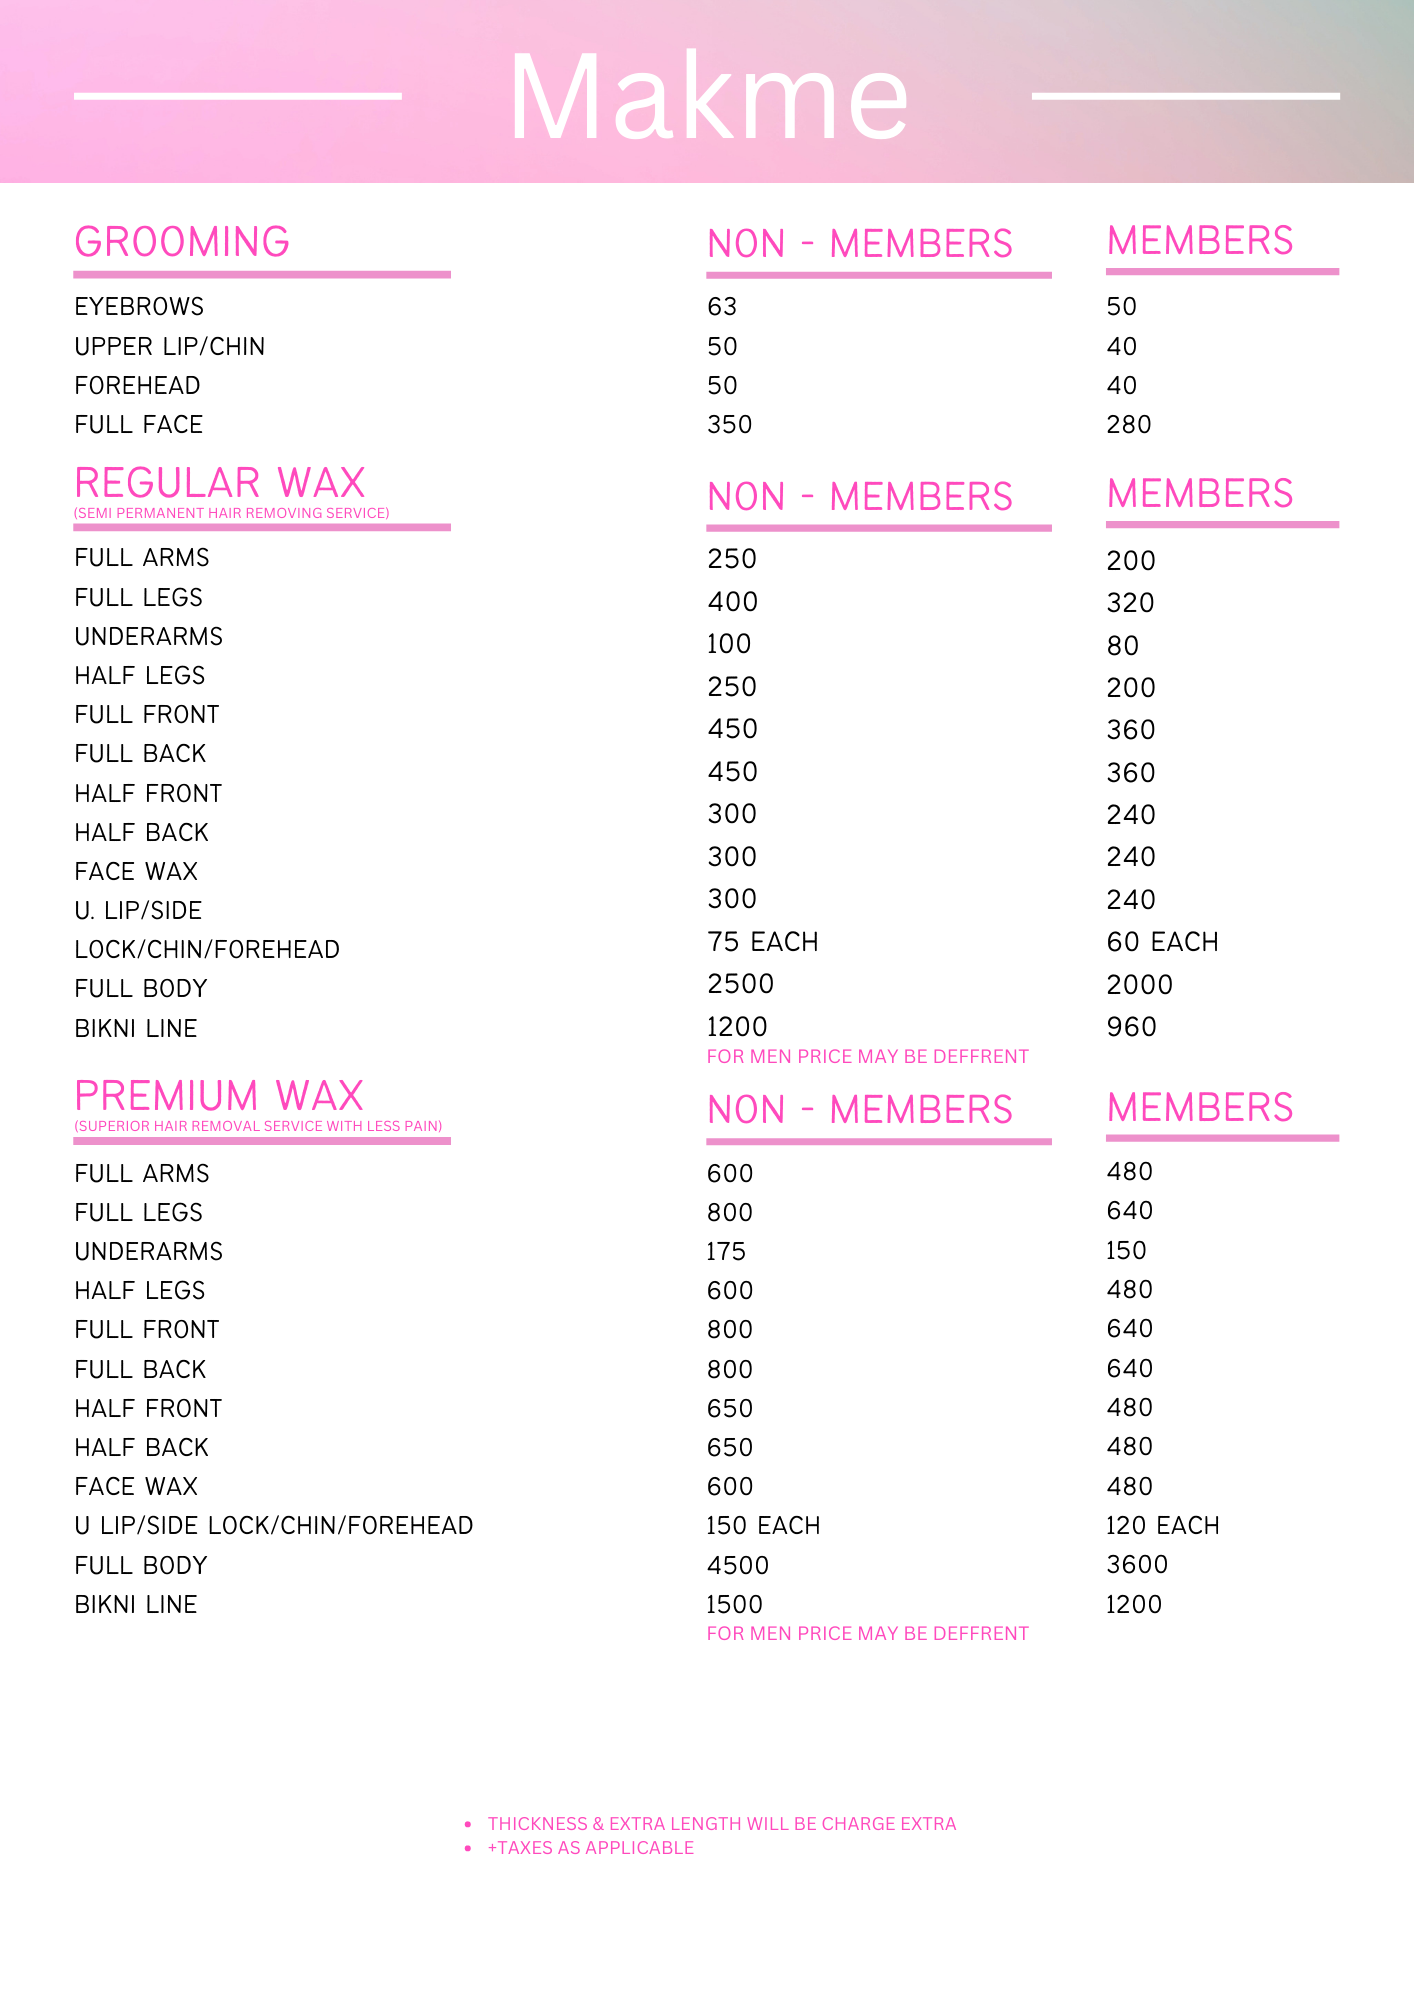 Makme
GROOMING NON - MEMBERS MEMBERS
EYEBROWS 63 50
UPPER LIP/CHIN 50 40
FOREHEAD 50 40
FULL FACE 350 280
REGULAR WAX NON - MEMBERS MEMBERS
(SEMI PERMANENT HAIR REMOVING SERVICE)
FULL ARMS 250 200
FULL LEGS 400 320
UNDERARMS 100 80
HALF LEGS 250 200
FULL FRONT 450 360
FULL BACK 450 360
HALF FRONT 300 240
HALF BACK 300 240
FACE WAX 300 240
U. LIP/SIDE
LOCK/CHIN/FOREHEAD 75 EACH 60 EACH
FULL BODY 2500 2000
BIKNI LINE 1200 960
FOR MEN PRICE MAY BE DEFFRENT
PREMIUM WAX NON - MEMBERS MEMBERS
(SUPERIOR HAIR REMOVAL SERVICE WITH LESS PAIN)
FULL ARMS 600 480
FULL LEGS 800 640
UNDERARMS 175 150
HALF LEGS 600 480
FULL FRONT 800 640
FULL BACK 800 640
HALF FRONT 650 480
HALF BACK 650 480
FACE WAX 600 480
U LIP/SIDE LOCK/CHIN/FOREHEAD 150 EACH 120 EACH
FULL BODY 4500 3600
BIKNI LINE 1500 1200
FOR MEN PRICE MAY BE DEFFRENT
• THICKNESS & EXTRA LENGTH WILL BE CHARGE EXTRA
• +TAXES AS APPLICABLE